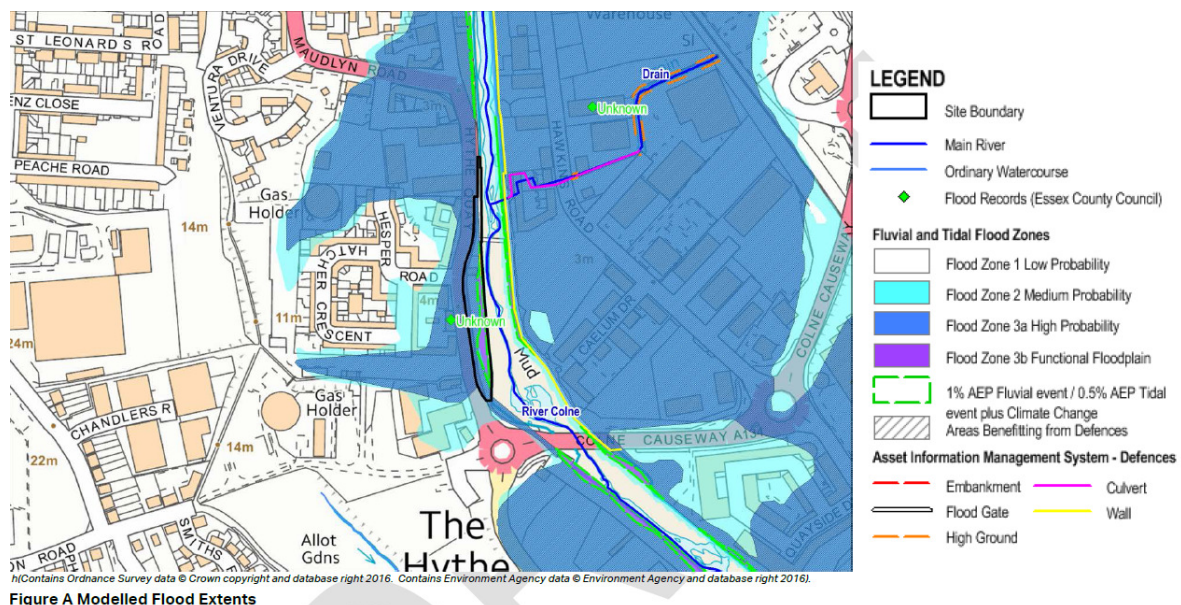 Warehouse
ST LEONARD S ROAD
MAUDLYN ROAD
VENTURA DRIVE
Sl
Drain
Unknown
3m
ENZ CLOSE
HYTHE QUAY
HAWKINS ROAD
PEACHE ROAD
Gas
Holder
14m
HESPER
ROAD
HATCHER CRESCENT
3m
COLNE CAUSEWAY
4m
11m
Unknown
CAELUM DR
24m
Mud
Gas
Holder
River Colne
CHANDLERS R
COLNE CAUSEWAY A13
14m
22m
QUAYSIDE D
SMITHS
The
Hythe
Allot
Gdns
ON ROAD
LEGEND
Site Boundary
Main River
Ordinary Watercourse
Flood Records (Essex County Council)
Fluvial and Tidal Flood Zones
Flood Zone 1 Low Probability
Flood Zone 2 Medium Probability
Flood Zone 3a High Probability
Flood Zone 3b Functional Floodplain
1% AEP Fluvial event / 0.5% AEP Tidal
event plus Climate Change
Areas Benefitting from Defences
Asset Information Management System - Defences
Embankment
Culvert
Flood Gate
Wall
High Ground
h(Contains Ordnance Survey data © Crown copyright and database right 2016. Contains Environment Agency data © Environment Agency and database right 2016).
Figure A Modelled Flood Extents